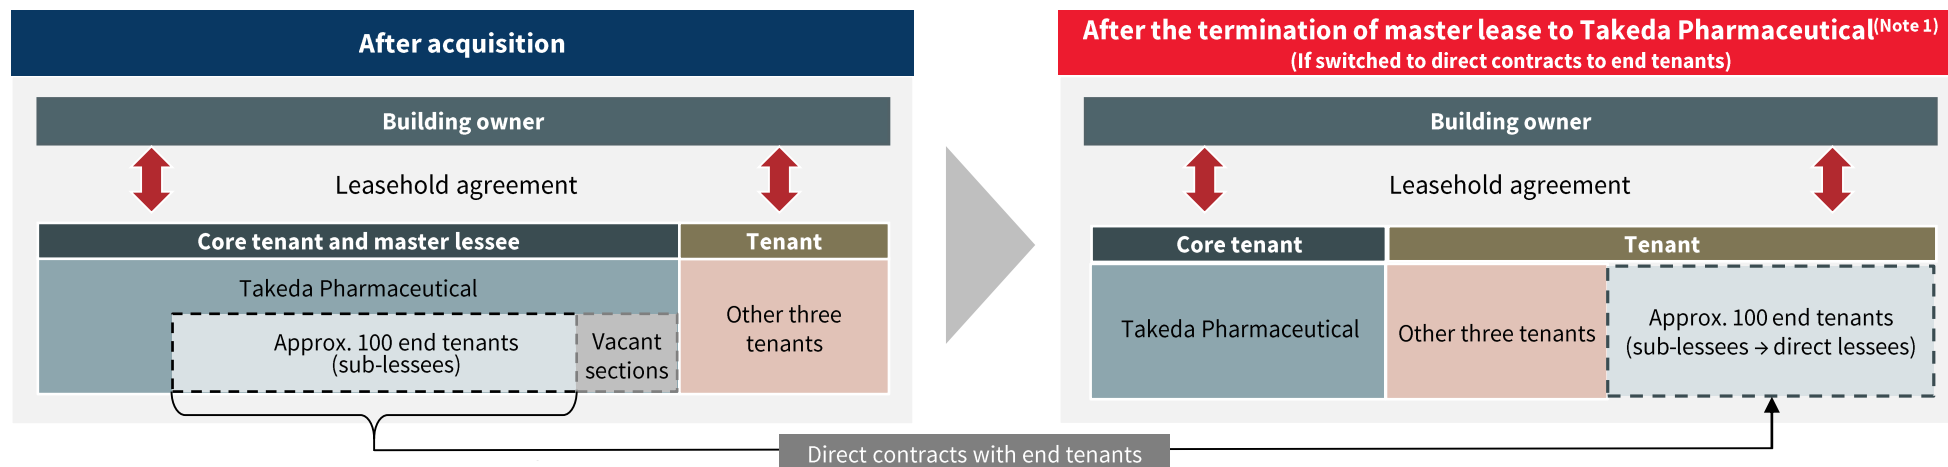 After acquisition
Building owner
Leasehold agreement
Core tenant and master lessee
Tenant
Takeda Pharmaceutical
Approx. 100 end tenants
(sub-lessees)
Vacant
sections
Other three
tenants
After the termination of master lease to Takeda Pharmaceutical(Note 1)
(If switched to direct contracts to end tenants)
Building owner
Leasehold agreement
Core tenant
Tenant
Takeda Pharmaceutical
Other three tenants
Approx. 100 end tenants
(sub-lessees → direct lessees)
Direct contracts with end tenants